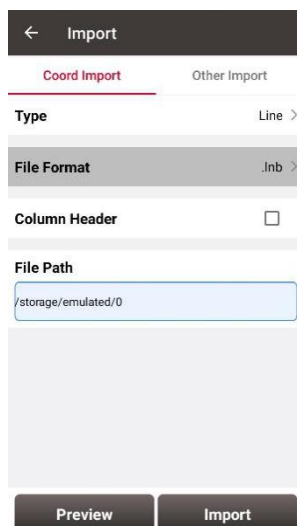 Import
Coord Import Other Import
Type Line
File Format .lnb
Column Header
File Path
/storage/emulated/0
Preview Import